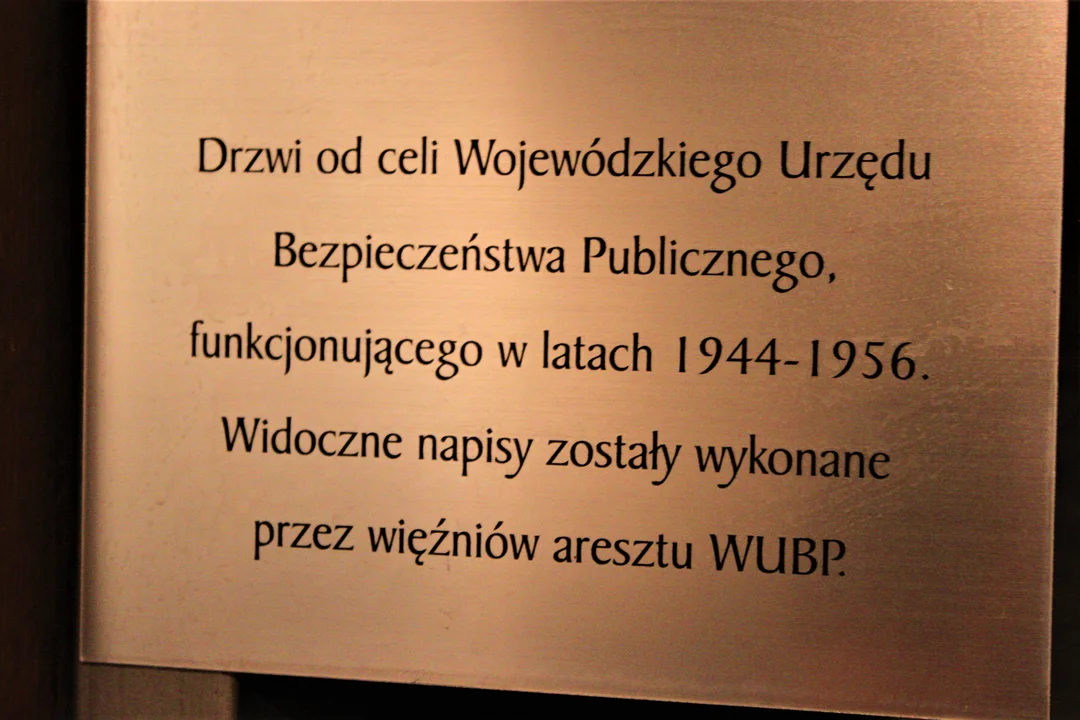 Drzwi od celi Wojewódzkiego Urzędu
Bezpieczeństwa Publicznego,
funkcjonującego w latach 1944-1956.
Widoczne napisy zostały wykonane
przez więźniów aresztu WUBP.